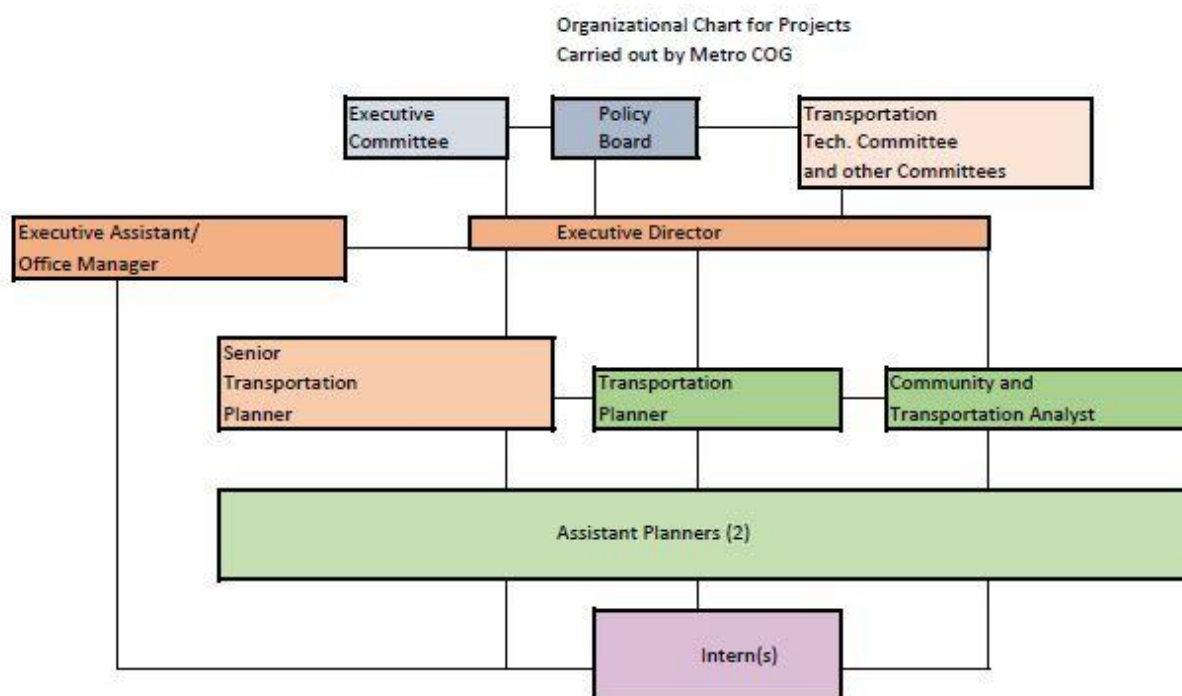 Organizational Chart for Projects
Carried out by Metro COG
Executive
Committee
Policy
Board
Transportation
Tech. Committee
and other Committees
Executive Assistant/
Office Manager
Executive Director
Senior
Transportation
Planner
Transportation
Planner
Community and
Transportation Analyst
Assistant Planners (2)
Intern(s)